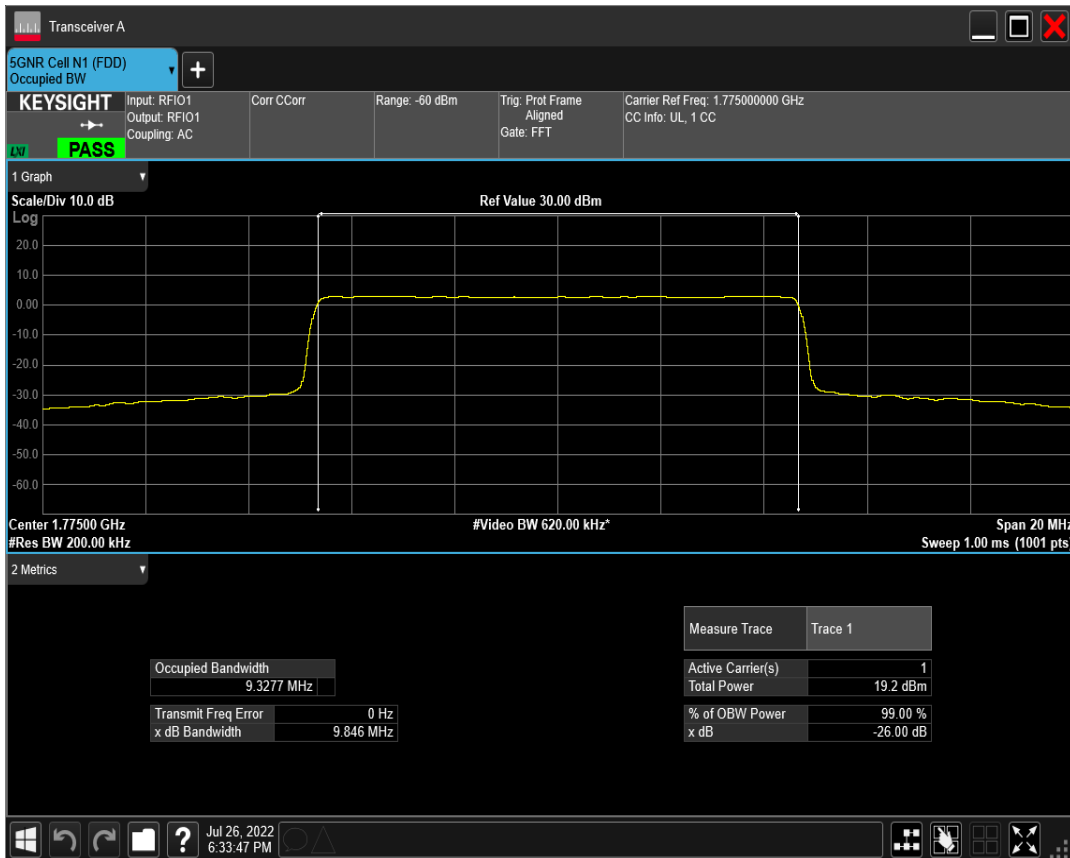 Transceiver A
5GNR Cell N1 (FDD)
Occupied BW
+
KEYSIGHT
LXI
PASS
Input: RFIO1
Output: RFIO1
Coupling: AC
Corr CCorr
Range: -60 dBm
Trig: Prot Frame
Aligned
Gate: FFT
Carrier Ref Freq: 1.775000000 GHz
CC Info: UL, 1 CC
1 Graph
Scale/Div 10.0 dB
Ref Value 30.00 dBm
Log
20.0
10.0
0.00
-10.0
-20.0
-30.0
-40.0
-50.0
-60.0
Center 1.77500 GHz
#Video BW 620.00 kHz*
Span 20 MHz
#Res BW 200.00 kHz
Sweep 1.00 ms (1001 pts)
2 Metrics
Measure Trace
Trace 1
Occupied Bandwidth
9.3277 MHz
Active Carrier(s)
1
Total Power
19.2 dBm
Transmit Freq Error
0 Hz
x dB Bandwidth
9.846 MHz
% of OBW Power
99.00 %
x dB
-26.00 dB
?
Jul 26, 2022
6:33:47 PM